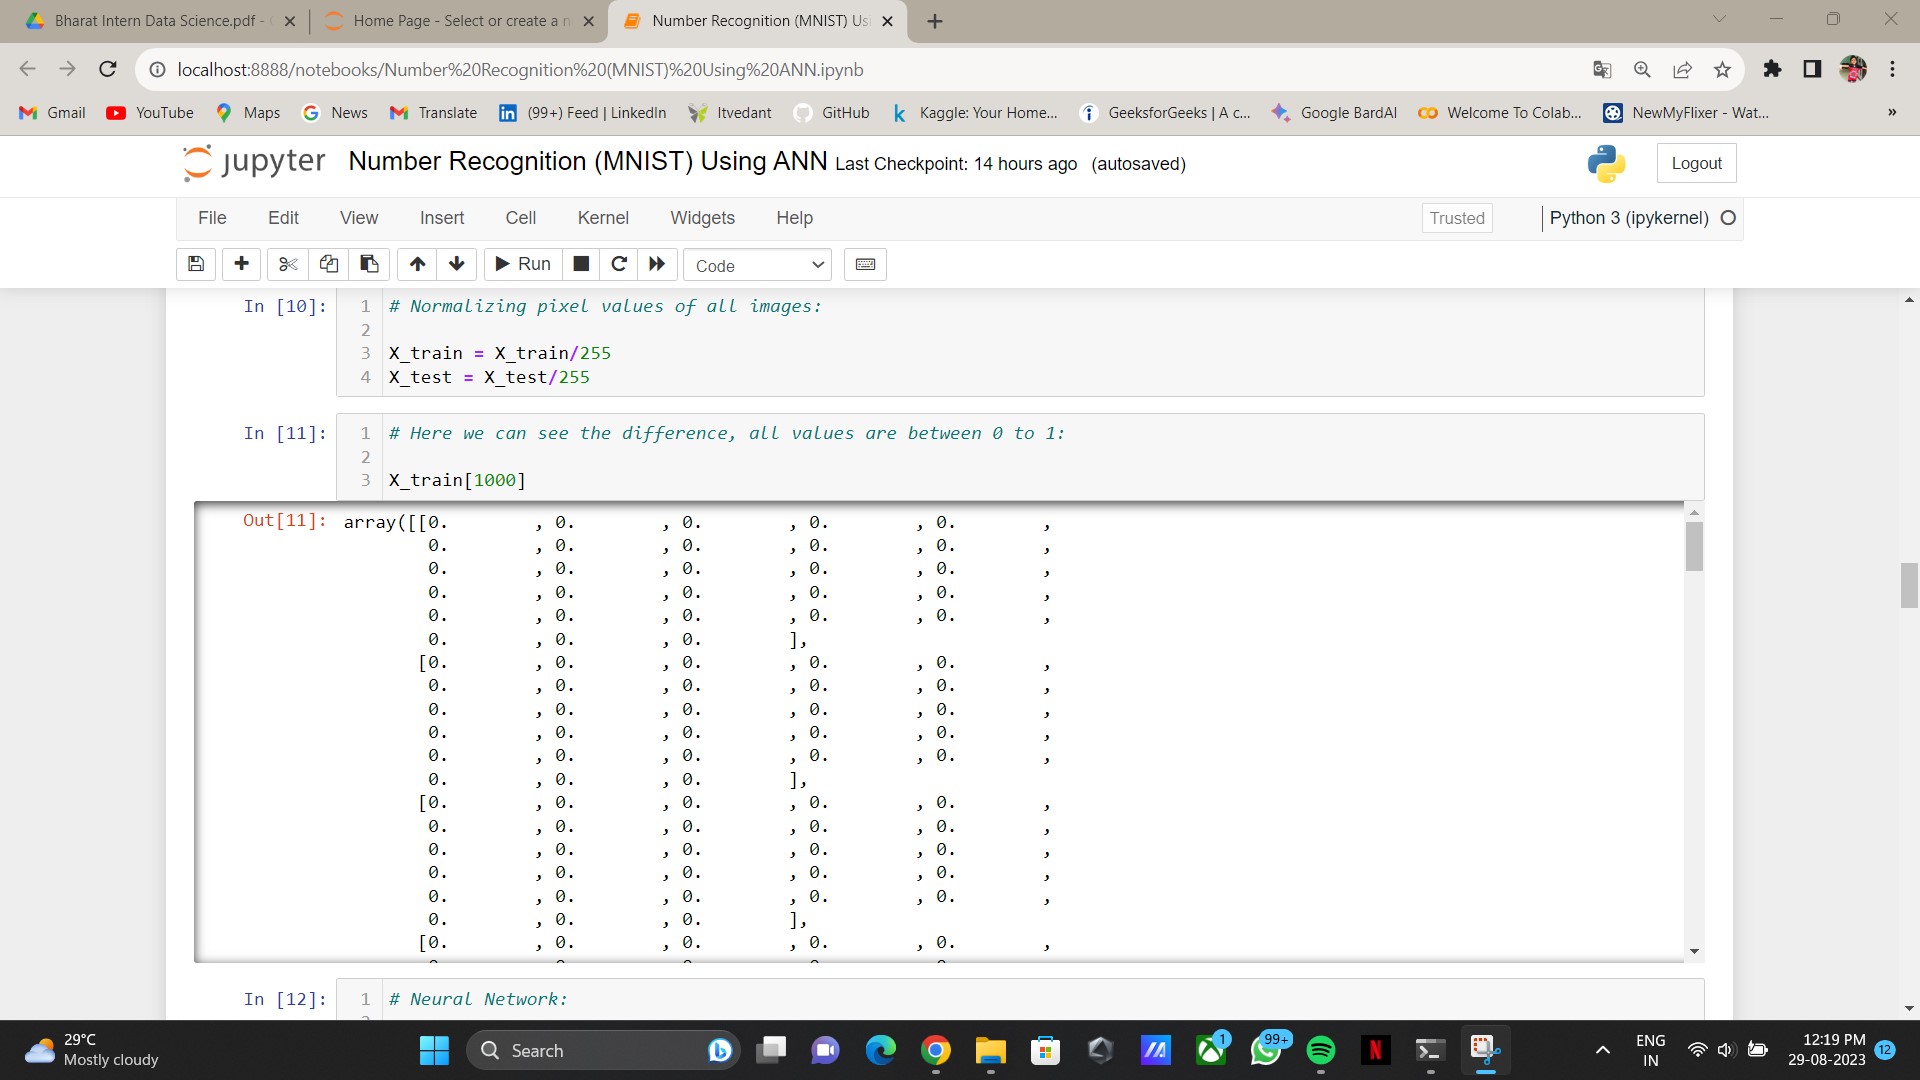 Bharat Intern Data Science.pdf -
Home Page - Select or create a n
Number Recognition (MNIST) Us
localhost:8888/notebooks/Number%20Recognition%20(MNIST)%20Using%20ANN.ipynb
Gmail YouTube Maps News Translate (99+) Feed | LinkedIn Itvedant GitHub Kaggle: Your Home... GeeksforGeeks | A c... Google BardAI Welcome To Colab... NewMyFlixer - Wat... »
jupyter Number Recognition (MNIST) Using ANN Last Checkpoint: 14 hours ago (autosaved) Logout
File Edit View Insert Cell Kernel Widgets Help Trusted Python 3 (ipykernel)
Run Code
In [10]: 1 # Normalizing pixel values of all images:
2
3 X_train = X_train/255
4 X_test = X_test/255
In [11]: 1 # Here we can see the difference, all values are between 0 to 1:
2
3 X_train[1000]
Out[11]: array([[0. , 0. , 0. , 0. , 0. ,
0. , 0. , 0. , 0. , 0. ,
0. , 0. , 0. , 0. , 0. ,
0. , 0. , 0. , 0. , 0. ,
0. , 0. , 0. , 0. , 0. ,
0. , 0. , 0. ],
[0. , 0. , 0. , 0. , 0. ,
0. , 0. , 0. , 0. , 0. ,
0. , 0. , 0. , 0. , 0. ,
0. , 0. , 0. , 0. , 0. ,
0. , 0. , 0. , 0. , 0. ,
0. , 0. , 0. ],
[0. , 0. , 0. , 0. , 0. ,
0. , 0. , 0. , 0. , 0. ,
0. , 0. , 0. , 0. , 0. ,
0. , 0. , 0. , 0. , 0. ,
0. , 0. , 0. , 0. , 0. ,
0. , 0. , 0. ],
[0. , 0. , 0. , 0. , 0. ,
In [12]: 1 # Neural Network:
29°C
Mostly cloudy
Search
1
99+
ENG
IN
12:19 PM
29-08-2023
12